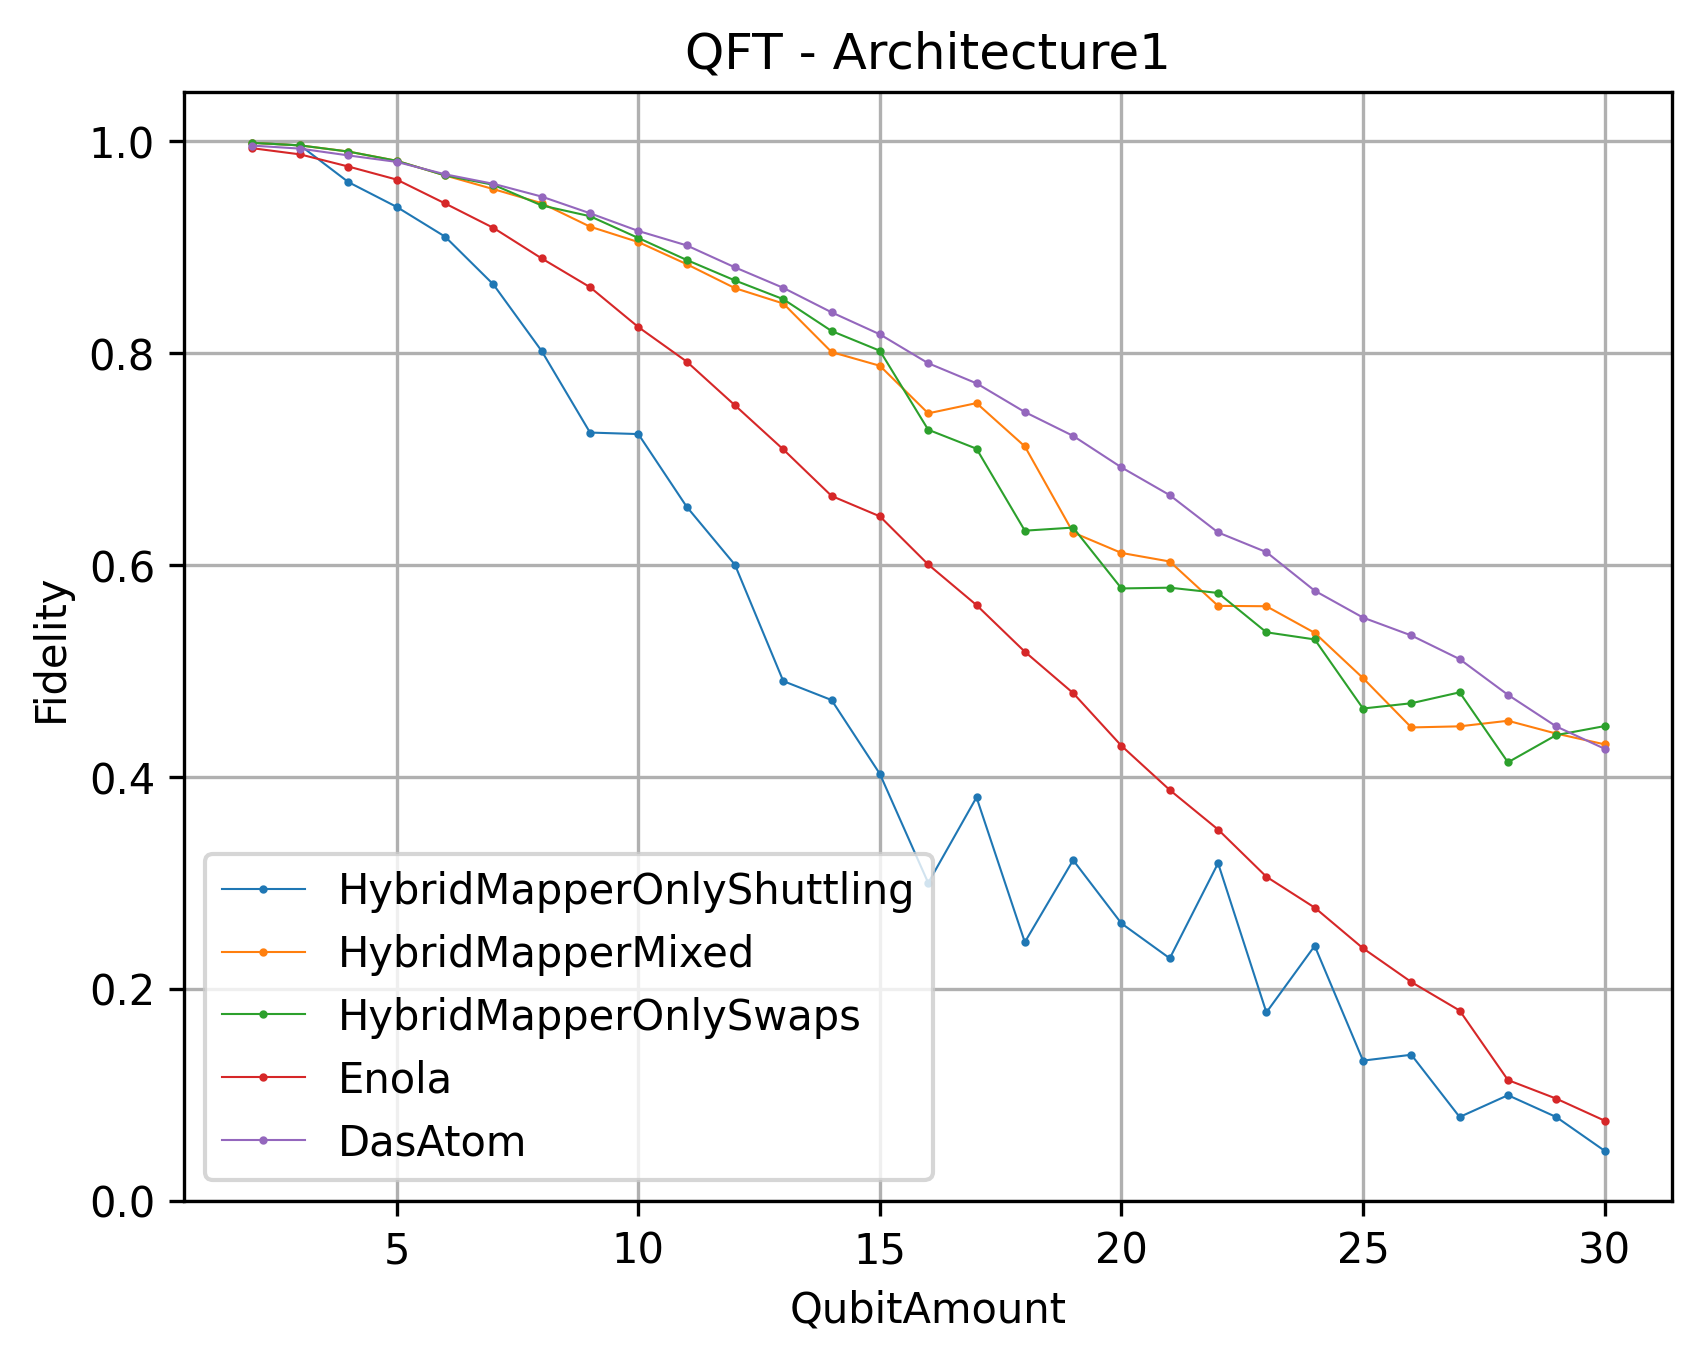 QFT - Architecture1
Fidelity
1.0
0.8
0.6
0.4
0.2
0.0
HybridMapperOnlyShuttling
HybridMapperMixed
HybridMapperOnlySwaps
Enola
DasAtom
5 10 15 20 25 30
QubitAmount